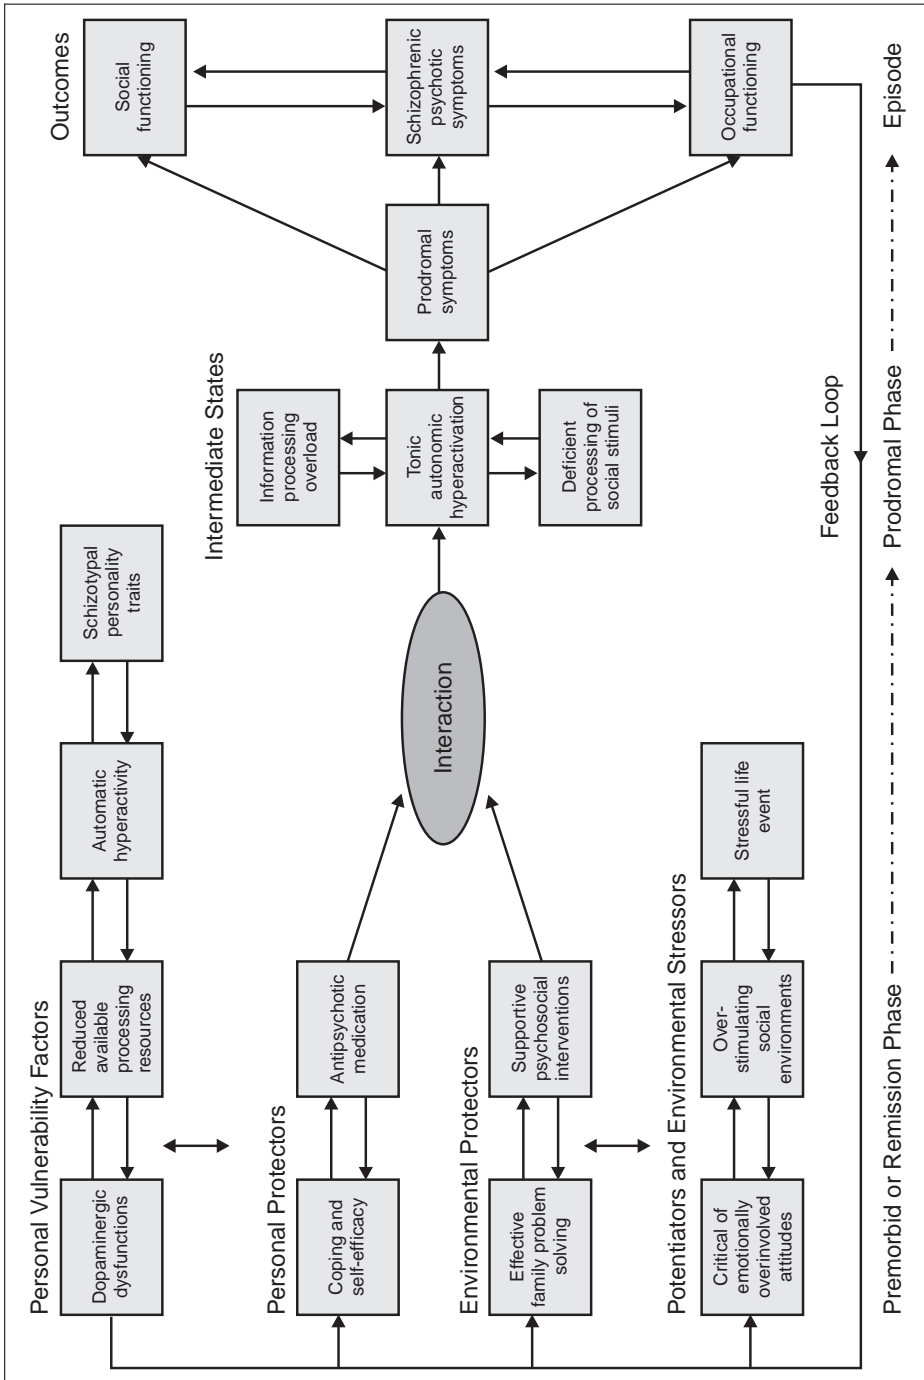 Personal Vulnerability Factors
Dopaminergic
dysfunctions
Reduced
available
processing
resources
Automatic
hyperactivity
Schizotypal
personality
traits
Personal Protectors
Coping and
self-efficacy
Antipsychotic
medication
Environmental Protectors
Effective
family problem
solving
Supportive
psychosocial
interventions
Potentiators and Environmental Stressors
Critical of
emotionally
overinvolved
attitudes
Over-
stimulating
social
environments
Stressful life
event
Interaction
Intermediate States
Information
processing
overload
Tonic
autonomic
hyperactivation
Deficient
processing of
social stimuli
Prodromal
symptoms
Outcomes
Social
functioning
Schizophrenic
psychotic
symptoms
Occupational
functioning
Feedback Loop
Premorbid or Remission Phase
Prodromal Phase
Episode